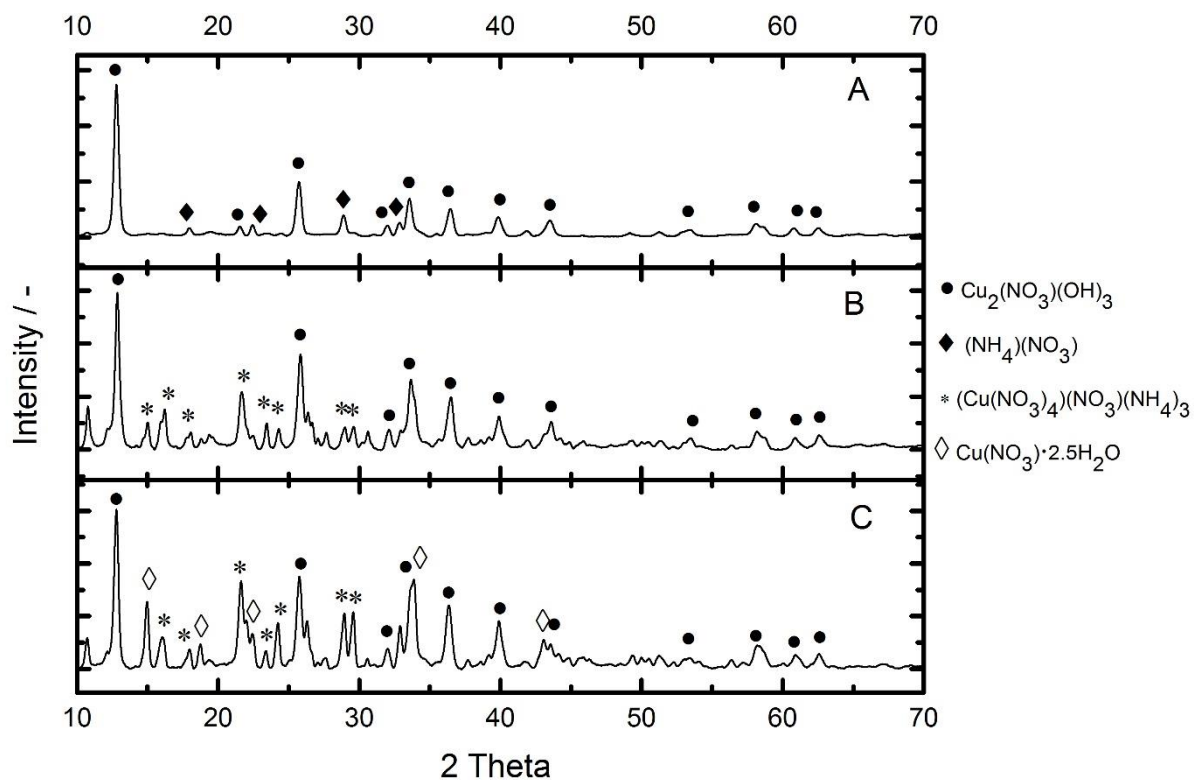 10 20 30 40 50 60 70
A
B
C
Intensity / -
● Cu₂(NO₃)(OH)₃
◆ (NH₄)(NO₃)
* (Cu(NO₃)₄)(NO₃)(NH₄)₃
◇ Cu(NO₃)·2.5H₂O
10 20 30 40 50 60 70
2 Theta